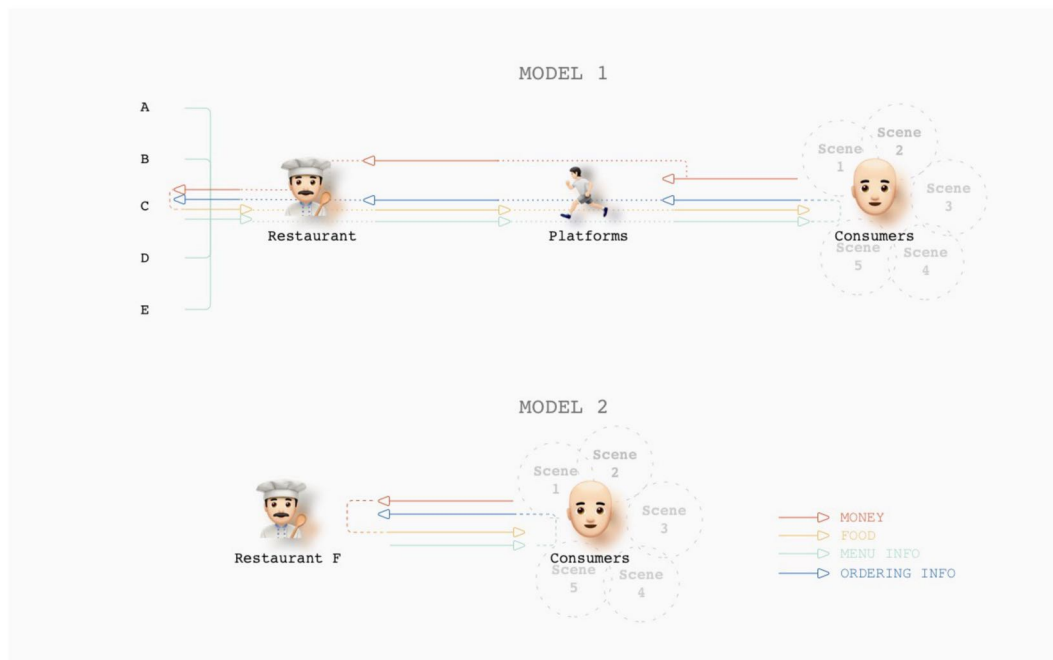 MODEL 1
A
B
C
D
E
Restaurant
Platforms
Consumers
Scene
1
Scene
2
Scene
3
Scene
4
Scene
5
MODEL 2
Restaurant F
Consumers
Scene
1
Scene
2
Scene
3
Scene
4
Scene
5
MONEY
FOOD
MENU INFO
ORDERING INFO